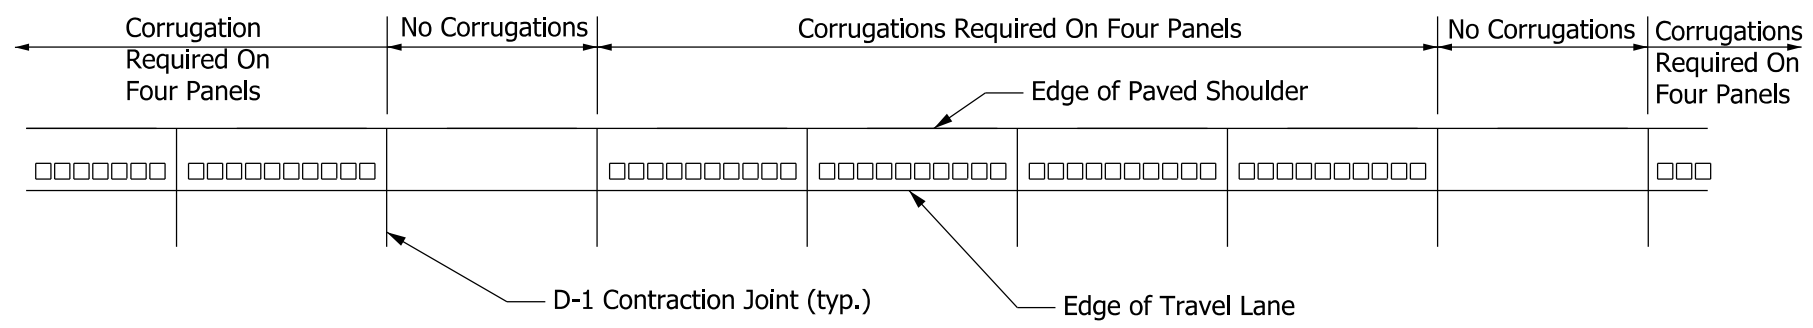 Corrugation
Required On
Four Panels
No Corrugations
Corrugations Required On Four Panels
No Corrugations
Corrugations
Required On
Four Panels
Edge of Paved Shoulder
D-1 Contraction Joint (typ.)
Edge of Travel Lane